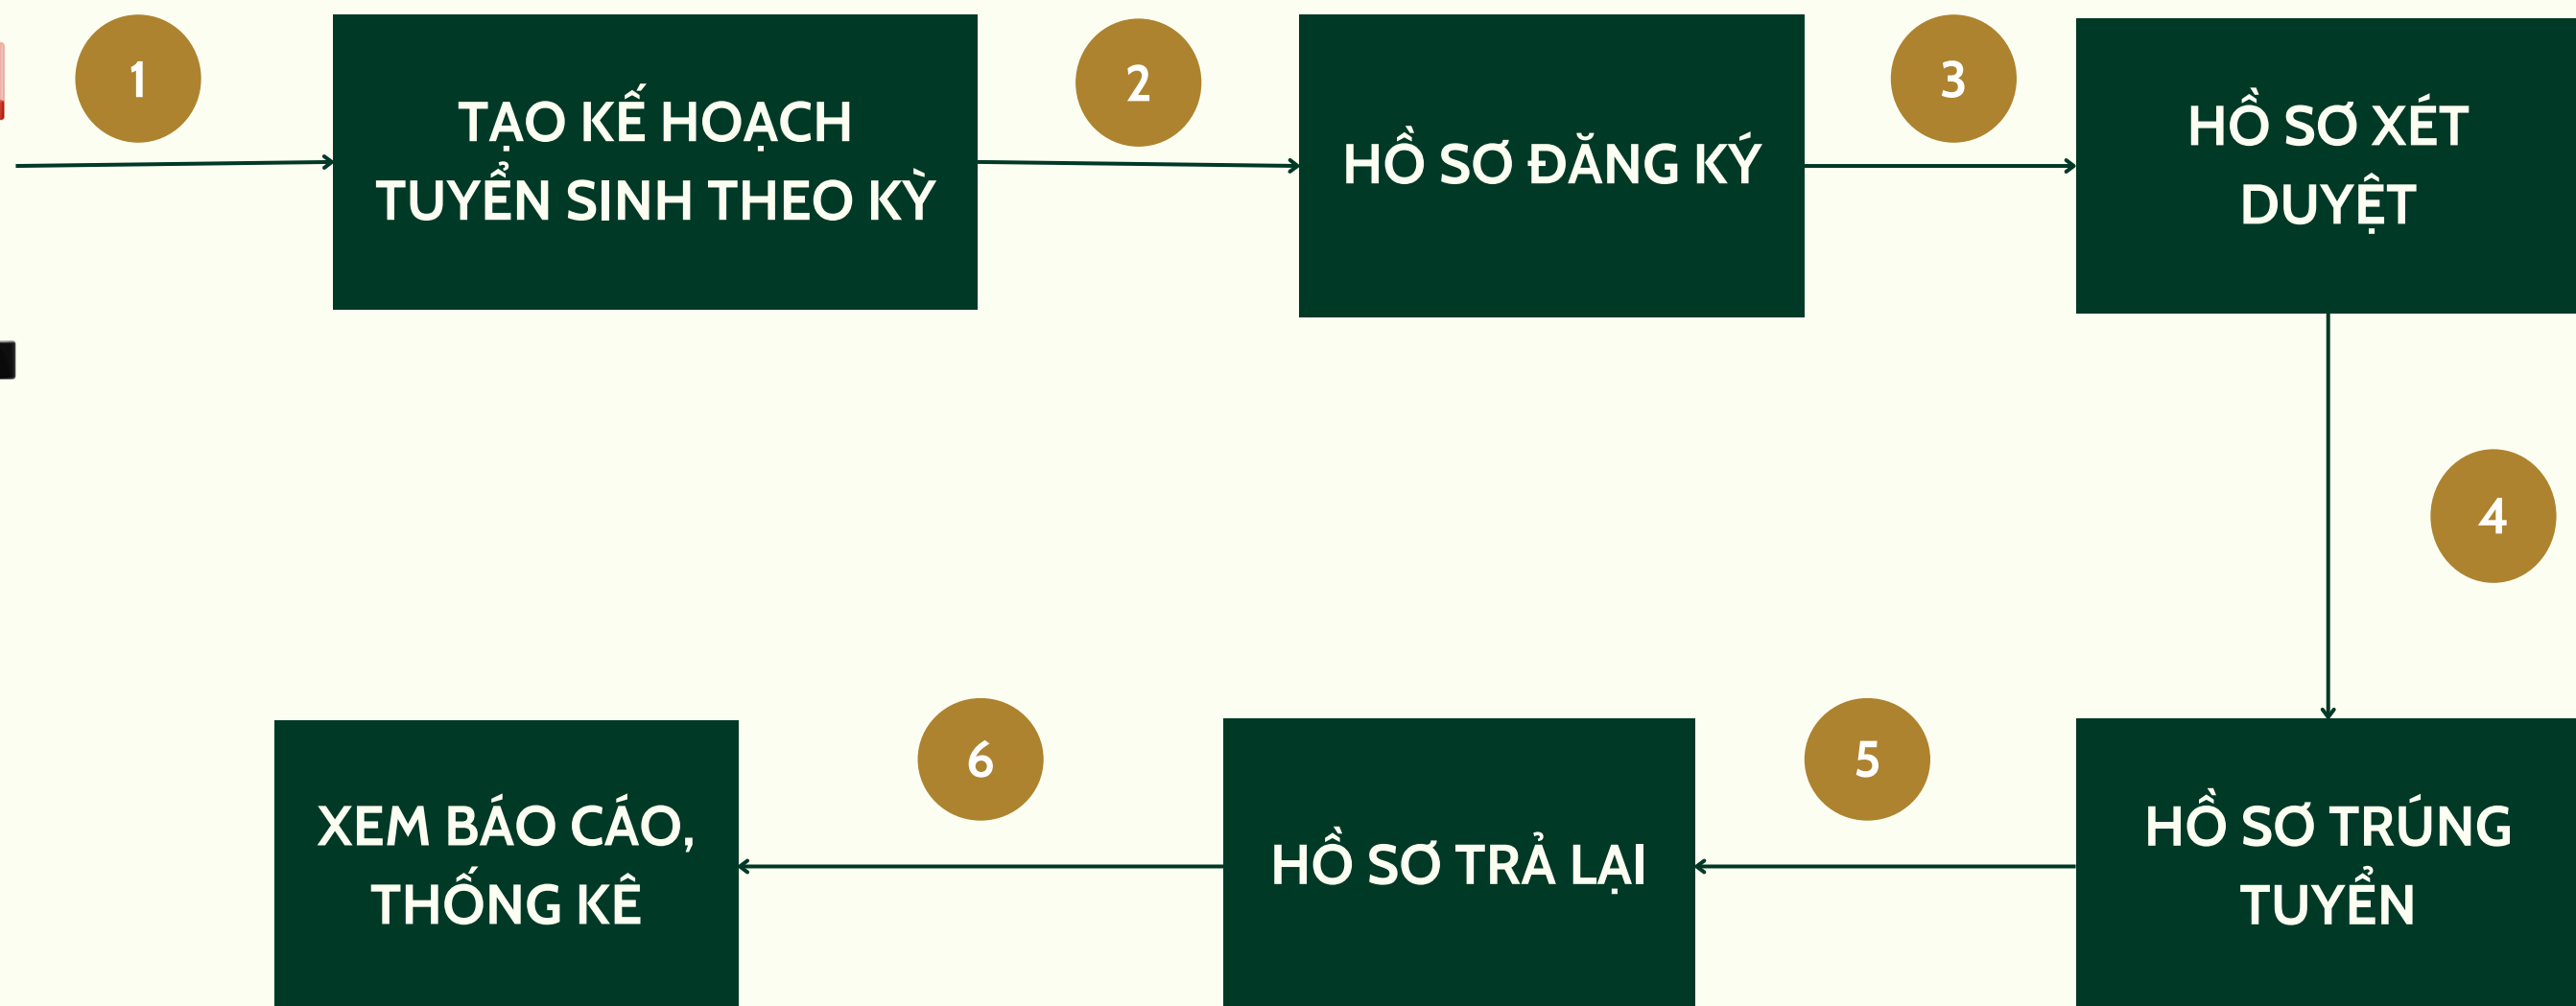 1
TẠO KẾ HOẠCH
TUYỂN SINH THEO KỲ
2
HỒ SƠ ĐĂNG KÝ
3
HỒ SƠ XÉT
DUYỆT
4
HỒ SƠ TRÚNG
TUYỂN
5
HỒ SƠ TRẢ LẠI
6
XEM BÁO CÁO,
THỐNG KÊ